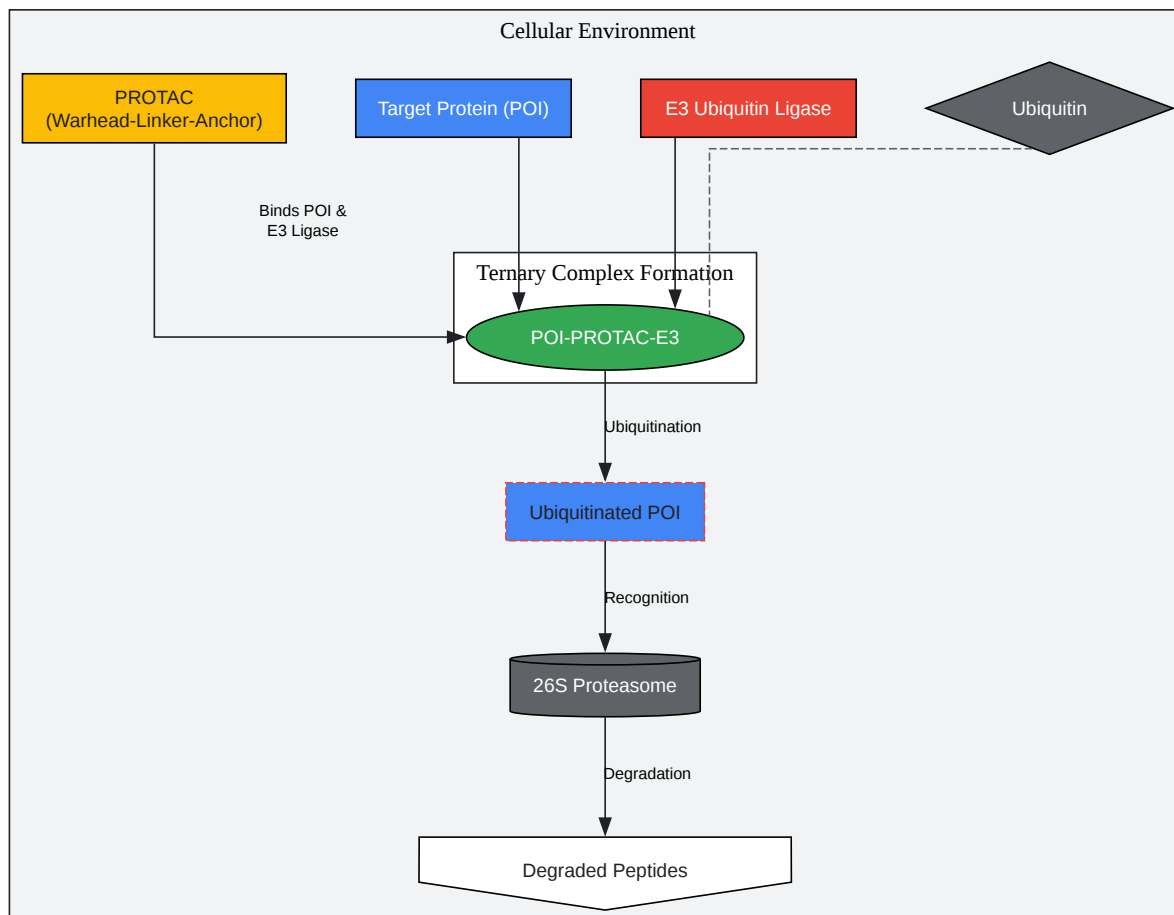 Cellular Environment
PROTAC
(Warhead-Linker-Anchor)
Target Protein (POI)
E3 Ubiquitin Ligase
Ubiquitin
Binds POI &
E3 Ligase
Ternary Complex Formation
POI-PROTAC-E3
Ubiquitination
Ubiquitinated POI
Recognition
26S Proteasome
Degradation
Degraded Peptides